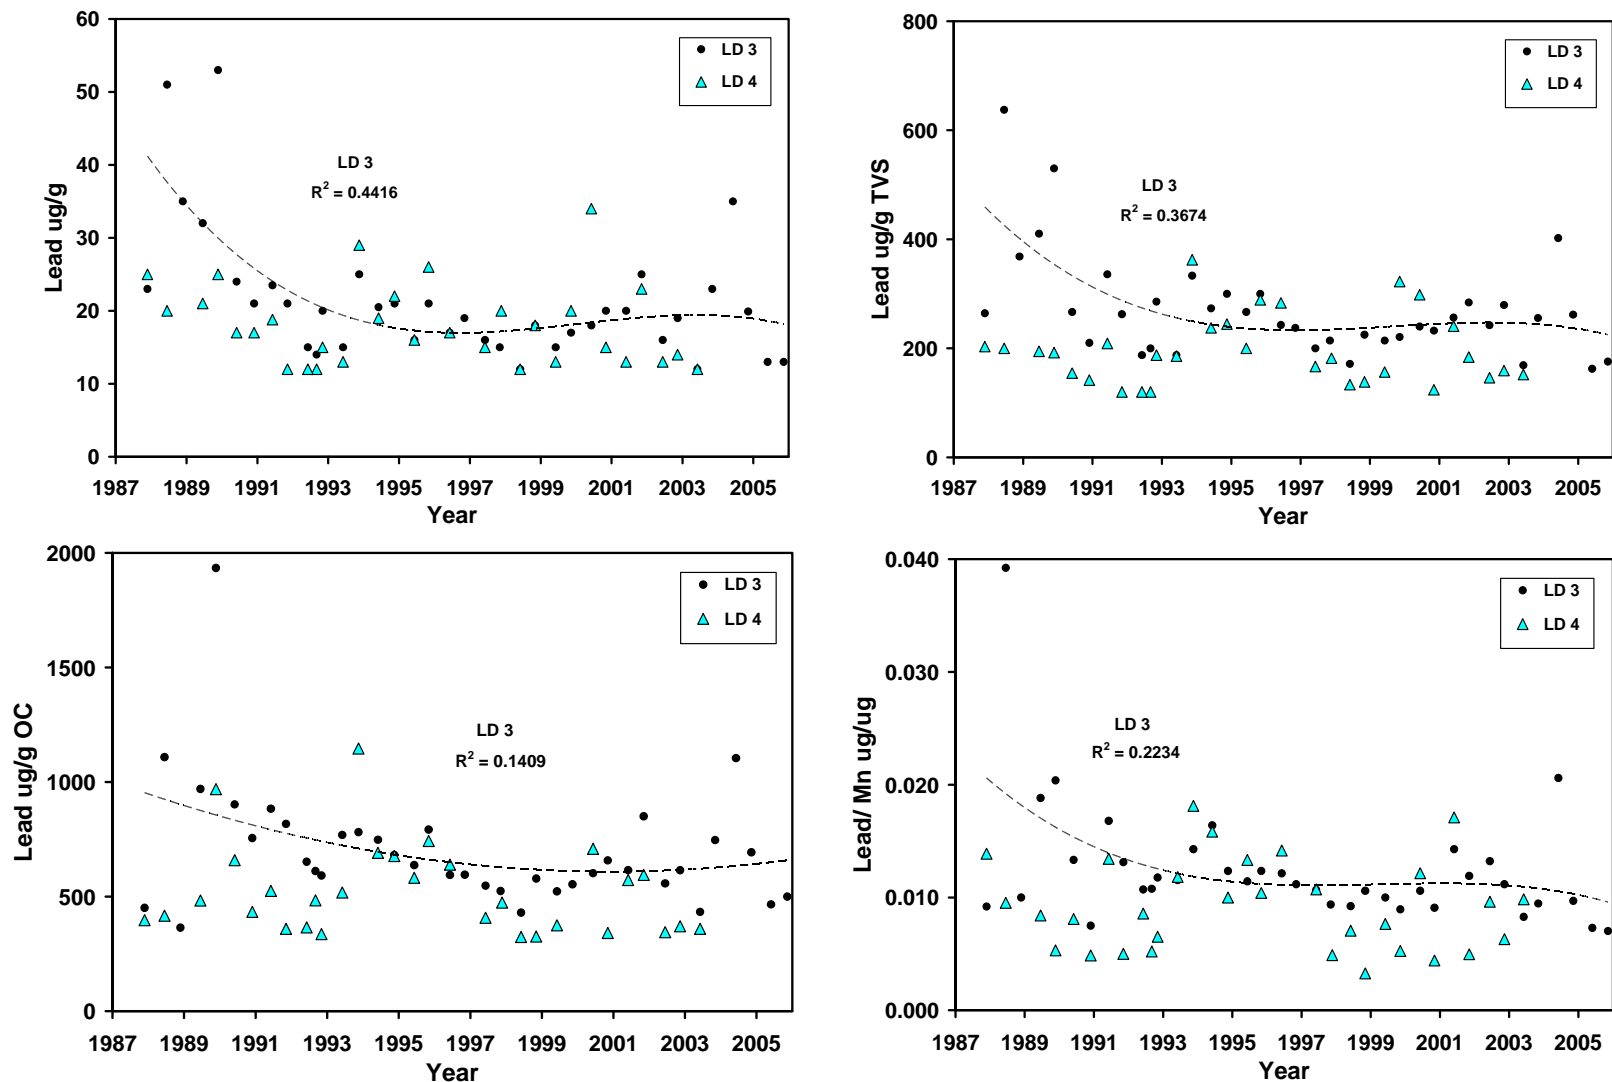 60
50
40
30
20
10
0
Lead ug/g
LD 3
LD 4
LD 3
R² = 0.4416
1987 1989 1991 1993 1995 1997 1999 2001 2003 2005
Year
800
600
400
200
0
Lead ug/g TVS
LD 3
LD 4
LD 3
R² = 0.3674
1987 1989 1991 1993 1995 1997 1999 2001 2003 2005
Year
2000
1500
1000
500
0
Lead ug/g OC
LD 3
LD 4
LD 3
R² = 0.1409
1987 1989 1991 1993 1995 1997 1999 2001 2003 2005
Year
0.040
0.030
0.020
0.010
0.000
Lead/ Mn ug/ug
LD 3
LD 4
LD 3
R² = 0.2234
1987 1989 1991 1993 1995 1997 1999 2001 2003 2005
Year